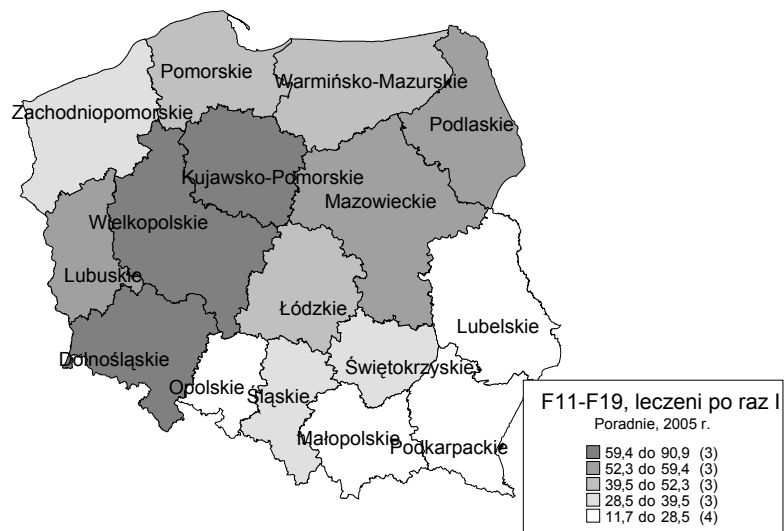 Pomorskie
Warmińsko-Mazurskie
Zachodniopomorskie
Podlaskie
Kujawsko-Pomorskie
Mazowieckie
Wielkopolskie
Lubuskie
Łódzkie
Lubelskie
Dolnośląskie
Świętokrzyskie
Opolskie
Śląskie
Małopolskie
Podkarpackie
F11-F19, leczeni po raz I
Poradnie, 2005 r.
59,4 do 90,9 (3)
52,3 do 59,4 (3)
39,5 do 52,3 (3)
28,5 do 39,5 (3)
11,7 do 28,5 (4)